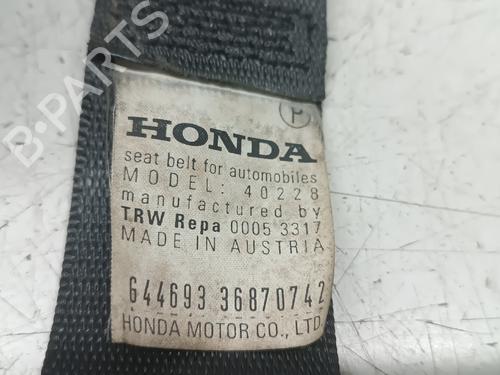 P
HONDA
seat belt for automobiles
MODEL: 40228
manufactured by
TRW Repa 0005 3317
MADE IN AUSTRIA
644693 36870742
HONDA MOTOR CO., LTD
B-PARTS